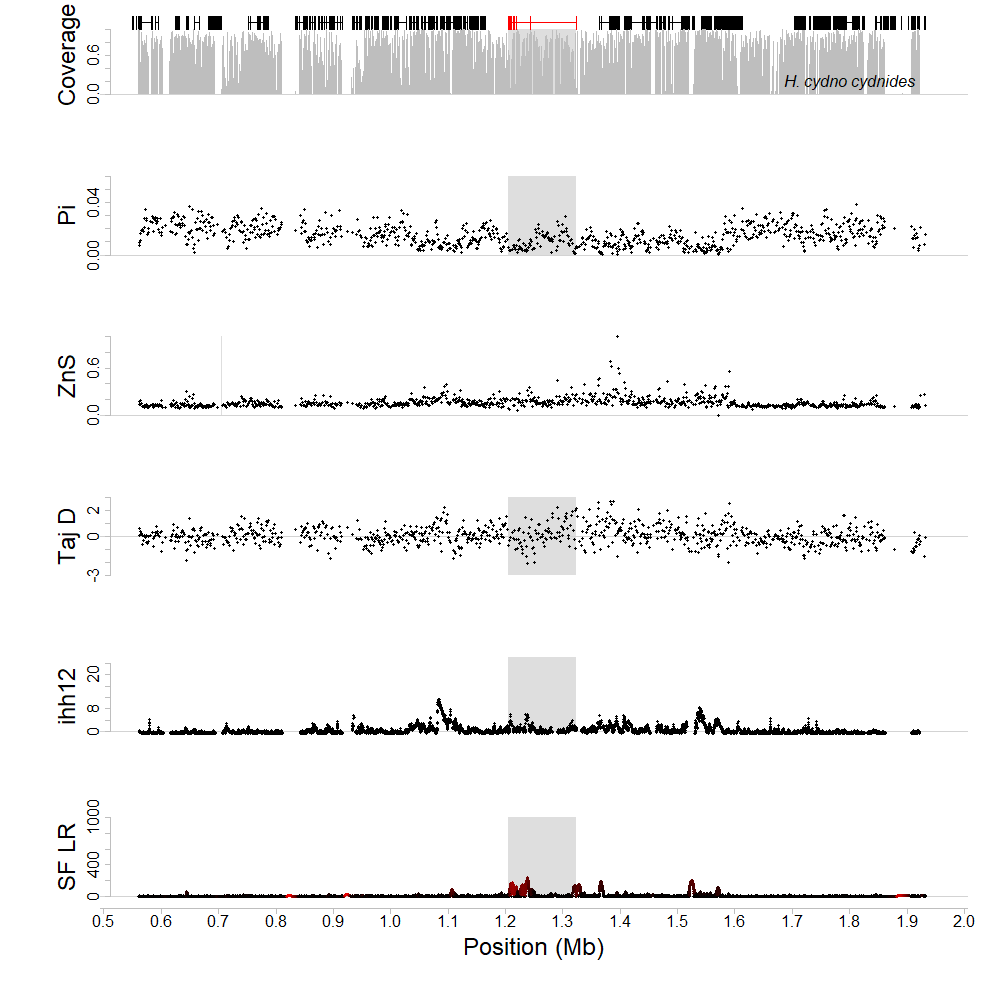 Coverage
0.0
0.6
H. cydno cydnides
Pi
0.00
0.04
ZnS
0.0
0.6
Taj D
-3
0
2
ihh12
0
8
20
SF LR
0
400
1000
0.5 0.6 0.7 0.8 0.9 1.0 1.1 1.2 1.3 1.4 1.5 1.6 1.7 1.8 1.9 2.0
Position (Mb)